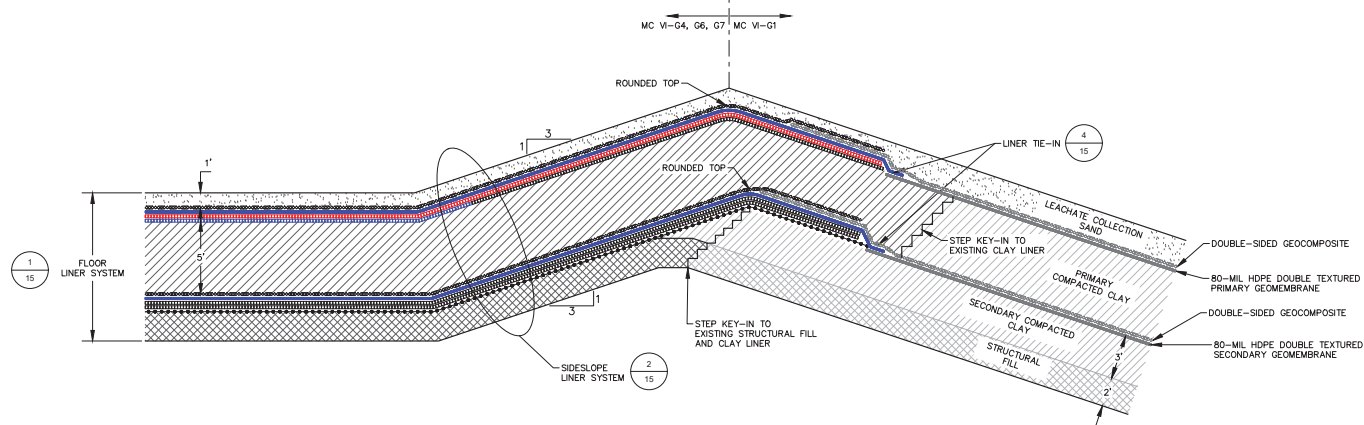 MC VI-G4, G6, G7 MC VI-G1
ROUNDED TOP
3
1
4
15
LINER TIE-IN
1'
ROUNDED TOP
LEACHATE COLLECTION
SAND
STEP KEY-IN TO
EXISTING CLAY LINER
DOUBLE-SIDED GEOCOMPOSITE
1
15
FLOOR
LINER SYSTEM
5'
80-MIL HDPE DOUBLE TEXTURED
PRIMARY GEOMEMBRANE
PRIMARY
COMPACTED CLAY
DOUBLE-SIDED GEOCOMPOSITE
1
3
SECONDARY COMPACTED
CLAY
STEP KEY-IN TO
EXISTING STRUCTURAL FILL
AND CLAY LINER
80-MIL HDPE DOUBLE TEXTURED
SECONDARY GEOMEMBRANE
STRUCTURAL
FILL
3'
SIDESLOPE
LINER SYSTEM
2
15
2'